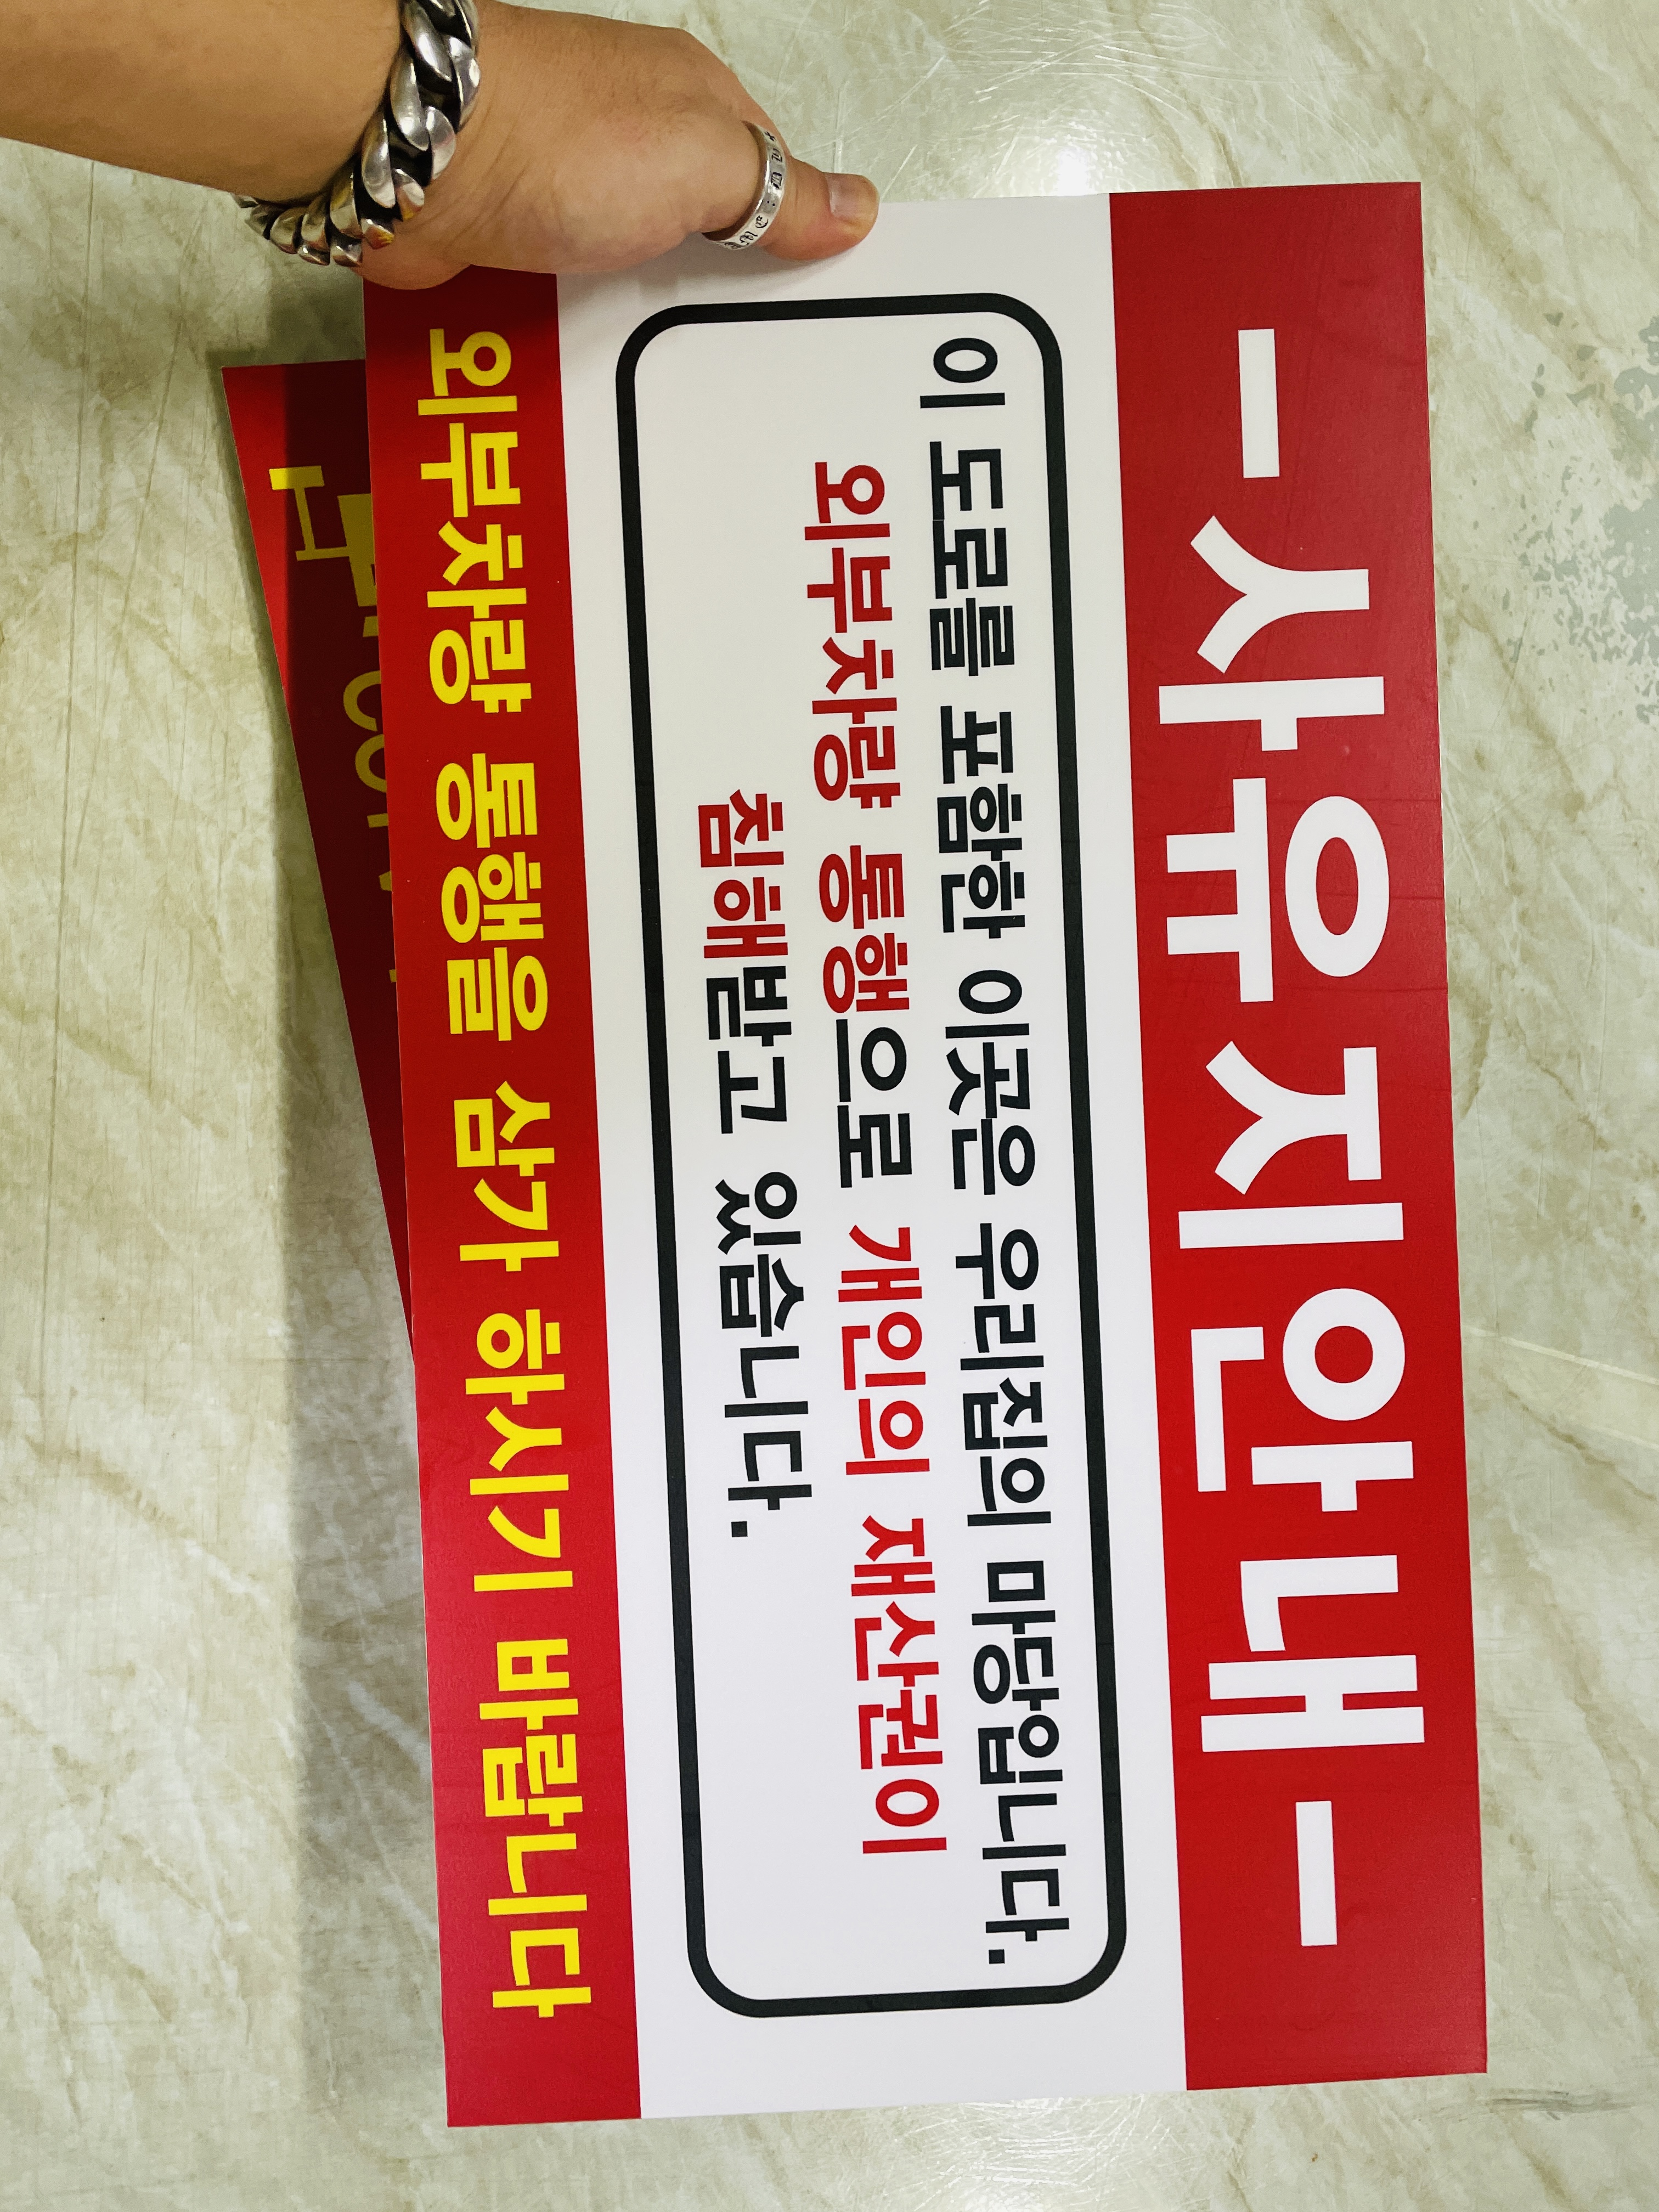 - 사유지안내 -
이 도로를 포함한 이곳은 우리집의 마당입니다.
외부차량 통행으로 개인의 재산권이
침해받고 있습니다.
외부차량 통행을 삼가 하시기 바랍니다